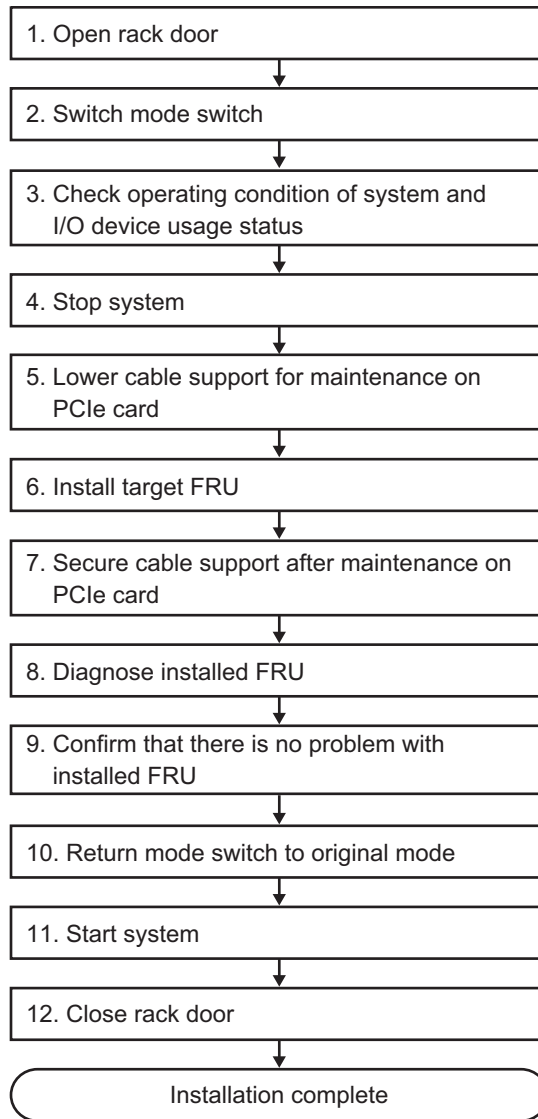 1. Open rack door
2. Switch mode switch
3. Check operating condition of system and
I/O device usage status
4. Stop system
5. Lower cable support for maintenance on
PCIe card
6. Install target FRU
7. Secure cable support after maintenance on
PCIe card
8. Diagnose installed FRU
9. Confirm that there is no problem with
installed FRU
10. Return mode switch to original mode
11. Start system
12. Close rack door
Installation complete